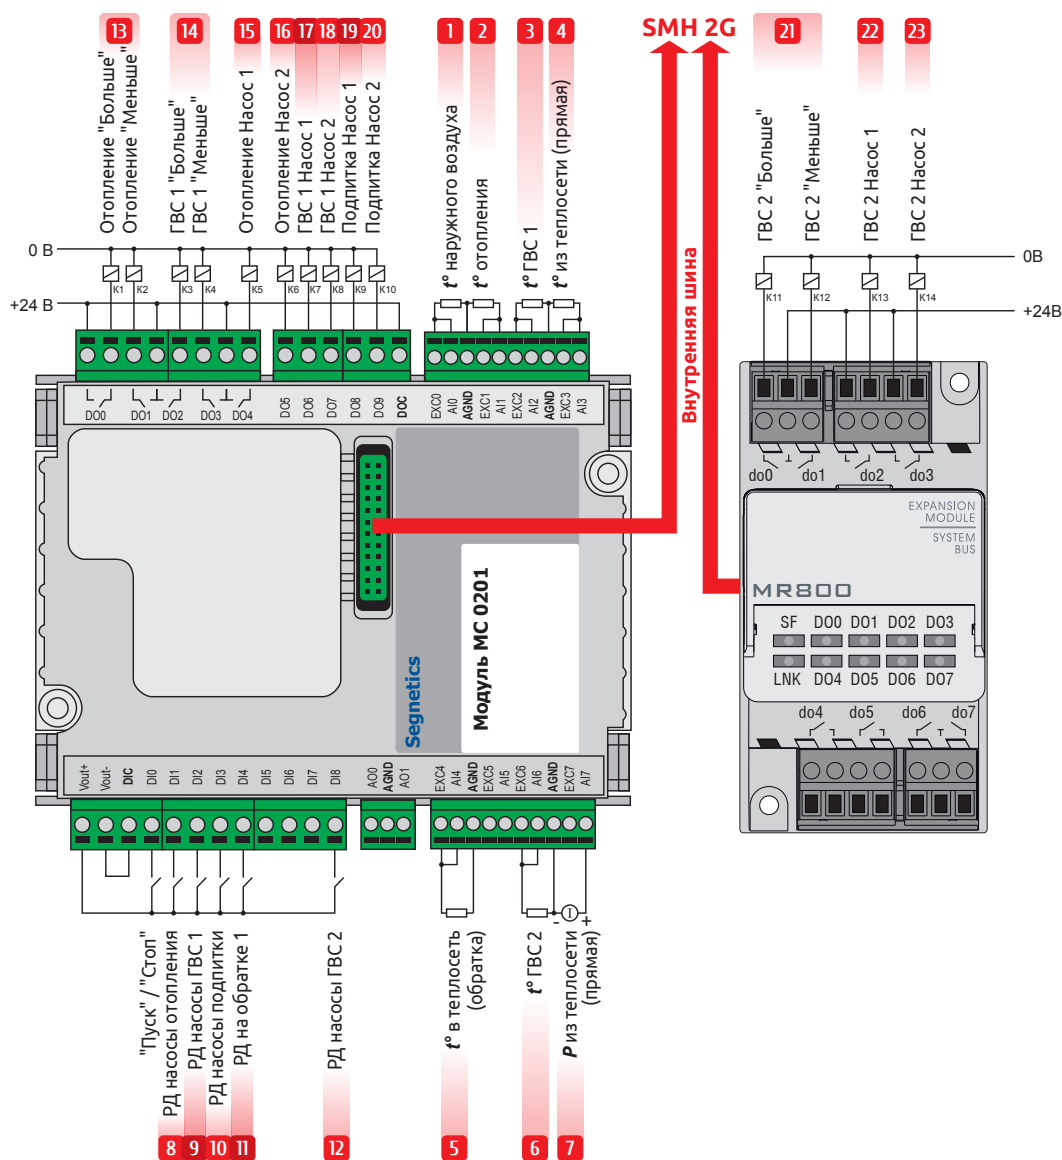 13 14 15 16 17 18 19 20 1 2 3 4 SMH 2G 21 22 23
Отопление "Больше"
Отопление "Меньше"
ГВС 1 "Больше"
ГВС 1 "Меньше"
Отопление Насос 1
Отопление Насос 2
ГВС 1 Насос 1
ГВС 1 Насос 2
Подпитка Насос 1
Подпитка Насос 2
t° наружного воздуха
t° отопления
t° ГВС 1
t° из теплосети (прямая)
Внутренняя шина
ГВС 2 "Больше"
ГВС 2 "Меньше"
ГВС 2 Насос 1
ГВС 2 Насос 2
0 В
K1 K2 K3 K4 K5 K6 K7 K8 K9 K10
+24 В
0В
K11 K12 K13 K14
+24В
DO0 DO1 DO2 DO3 DO4
DO5 DO6 DO7 DO8 DO9 DOC
EXC0 AI0 AGND EXC1 AI1 EXC2 AI2 AGND EXC3 AI3
do0 do1 do2 do3
EXPANSION
MODULE
SYSTEM
BUS
MR800
SF DO0 DO1 DO2 DO3
LNK DO4 DO5 DO6 DO7
do4 do5 do6 do7
Segnetics
Модуль МС 0201
Vout+ Vout- DIC DI0 DI1 DI2 DI3 DI4 DI5 DI6 DI7 DI8
AO0 AGND AO1
EXC4 AI4 AGND EXC5 AI5 EXC6 AI6 AGND EXC7 AI7
- I +
"Пуск" / "Стоп"
РД насосы отопления
РД насосы ГВС 1
РД насосы подпитки
РД на обратке 1
РД насосы ГВС 2
t° в теплосеть
(обратка)
t° ГВС 2
P из теплосети
(прямая)
8 9 10 11 12 5 6 7